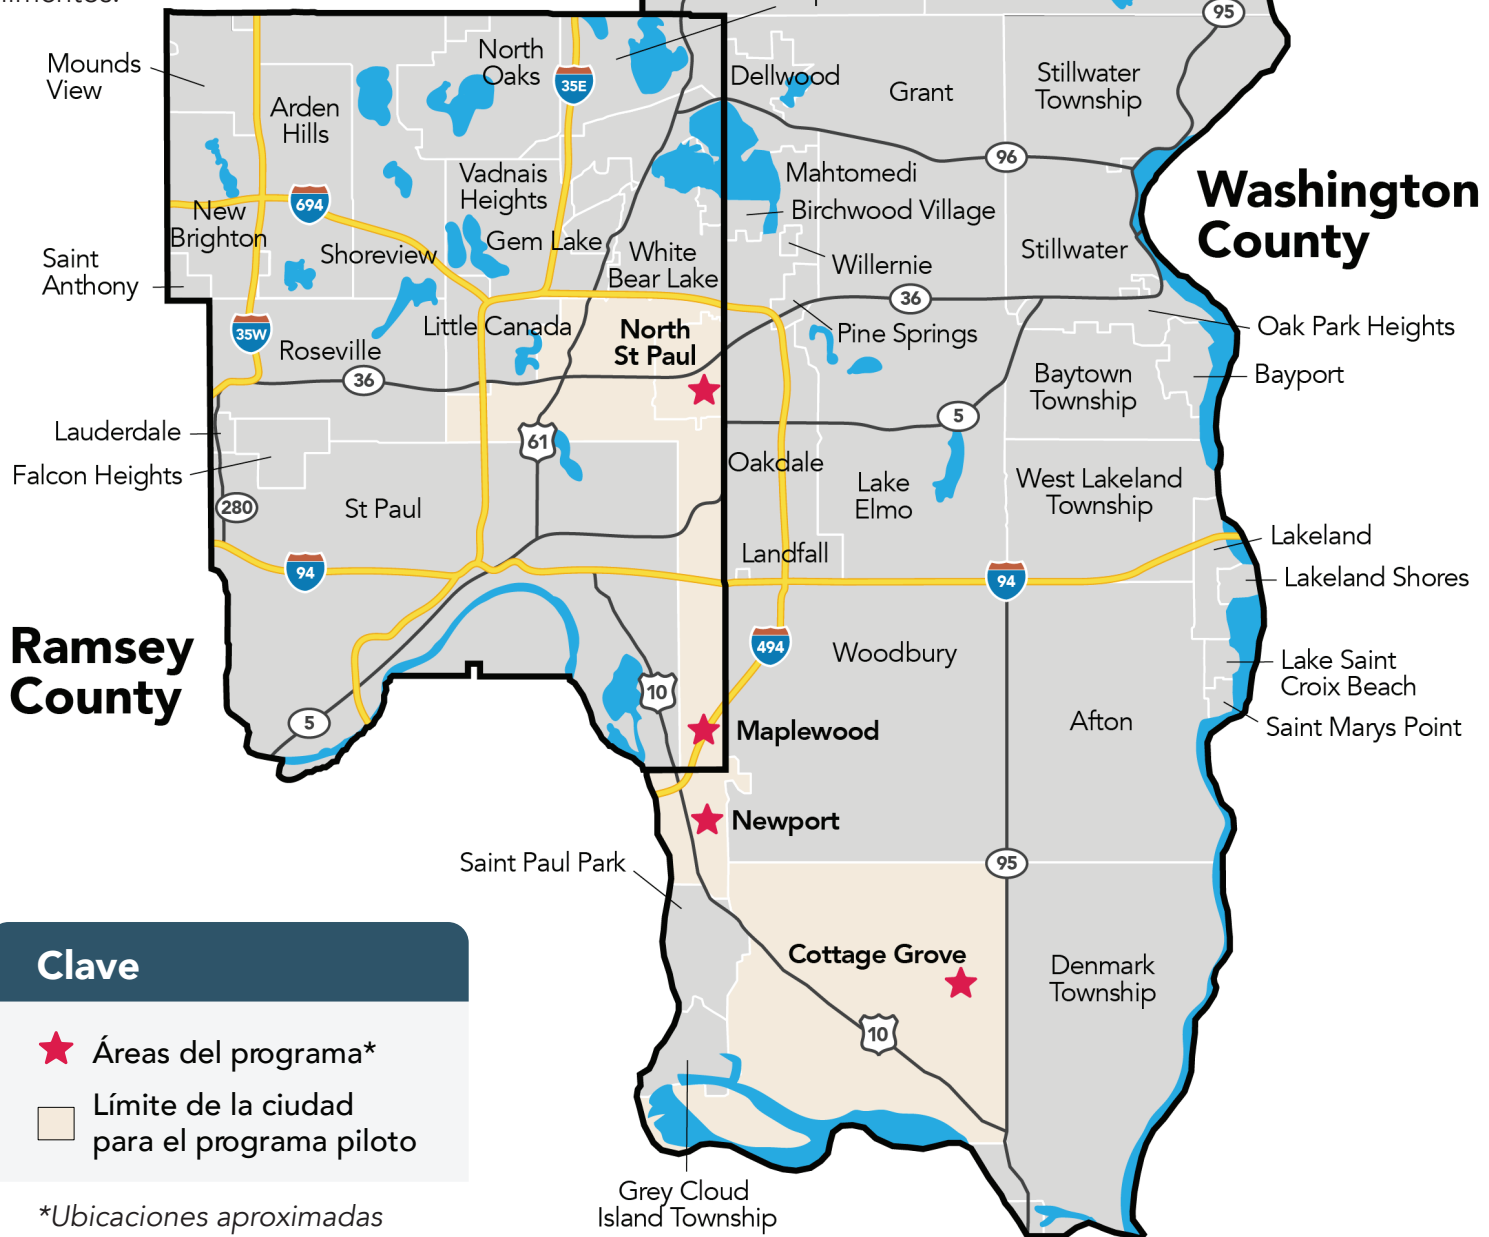 95
Mounds
View
North
Oaks
35E
Dellwood
Grant
Stillwater
Township
Arden
Hills
96
Vadnais
Heights
Mahtomedi
Washington
County
694
New
Brighton
Birchwood Village
Gem Lake
Shoreview
White
Bear Lake
Stillwater
Willernie
Saint
Anthony
36
35W
Little Canada
North
St Paul
Pine Springs
Oak Park Heights
Roseville
36
Baytown
Township
Bayport
5
Lauderdale
61
Falcon Heights
Oakdale
Lake
Elmo
West Lakeland
Township
280
St Paul
Lakeland
Landfall
94
94
Lakeland Shores
Ramsey
County
494
Woodbury
Lake Saint
Croix Beach
10
5
Maplewood
Afton
Saint Marys Point
Newport
Saint Paul Park
95
Cottage Grove
Denmark
Township
10
Clave
Áreas del programa*
Límite de la ciudad
para el programa piloto
*Ubicaciones aproximadas
Grey Cloud
Island Township